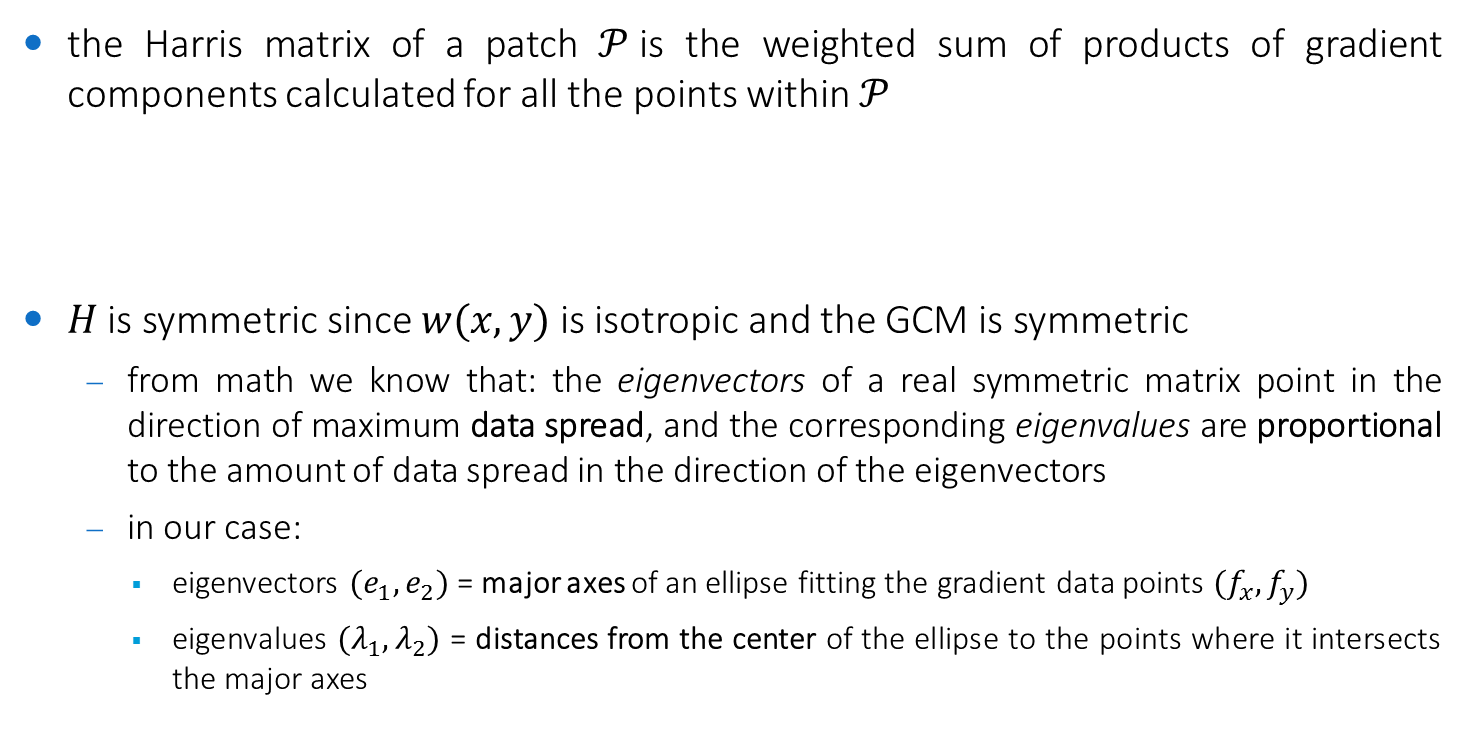 • the Harris matrix of a patch 𝒫 is the weighted sum of products of gradient
components calculated for all the points within 𝒫
• H is symmetric since w(x, y) is isotropic and the GCM is symmetric
– from math we know that: the eigenvectors of a real symmetric matrix point in the
direction of maximum data spread, and the corresponding eigenvalues are proportional
to the amount of data spread in the direction of the eigenvectors
– in our case:
▪ eigenvectors (e₁, e₂) = major axes of an ellipse fitting the gradient data points (fₓ, f_y)
▪ eigenvalues (λ₁, λ₂) = distances from the center of the ellipse to the points where it intersects
the major axes